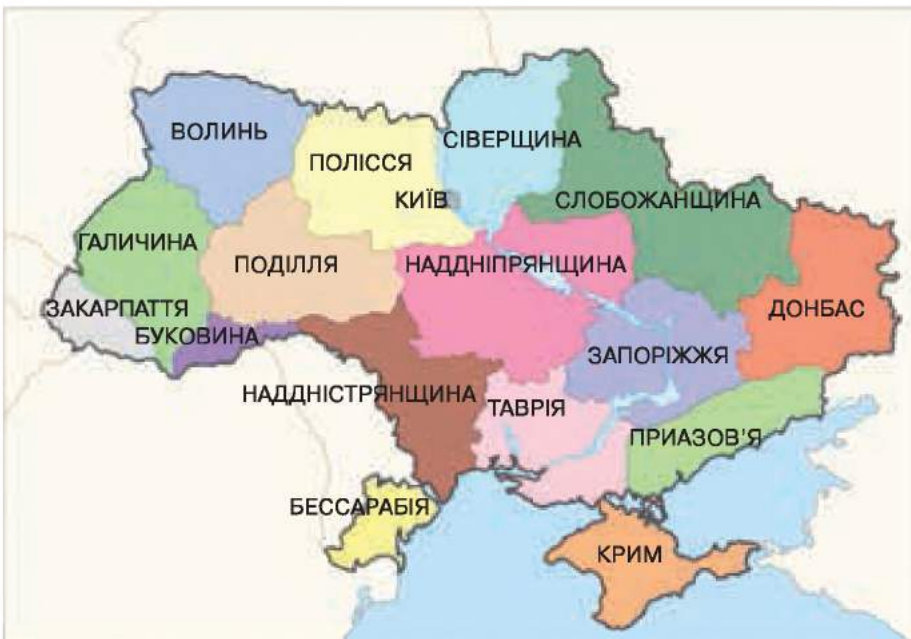 ВОЛИНЬ
ПОЛІССЯ
СІВЕРЩИНА
КИЇВ
СЛОБОЖАНЩИНА
ГАЛИЧИНА
ПОДІЛЛЯ
НАДДНІПРЯНЩИНА
ЗАКАРПАТТЯ
БУКОВИНА
ДОНБАС
ЗАПОРІЖЖЯ
НАДДНІСТРЯНЩИНА
ТАВРІЯ
ПРИАЗОВ'Я
БЕССАРАБІЯ
КРИМ